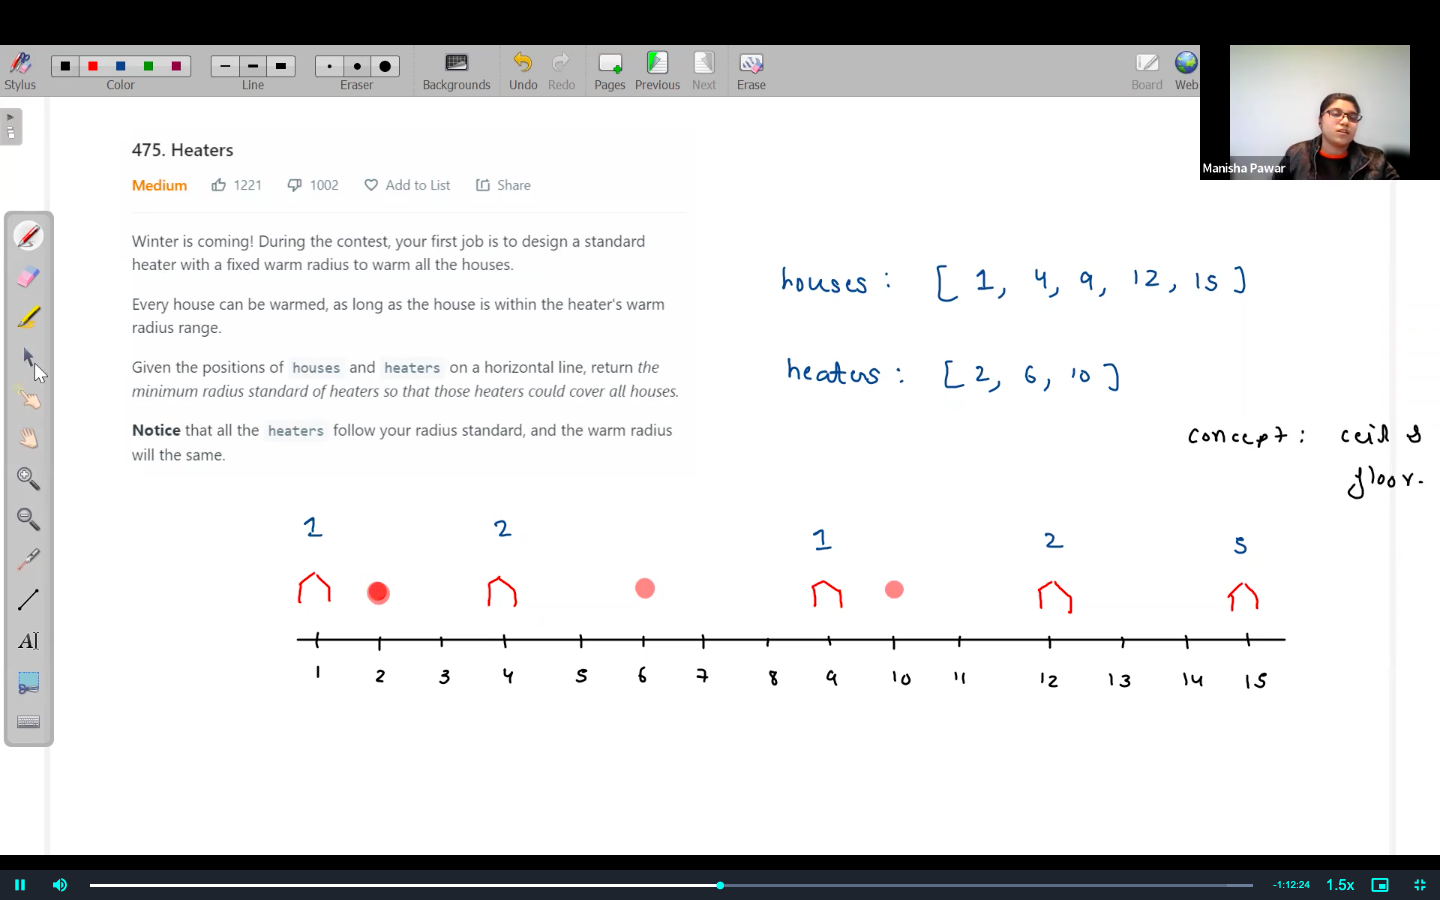 Stylus
Color
Line
Eraser
Backgrounds
Undo
Redo
Pages
Previous
Next
Erase
Board
Web
Manisha Pawar
475. Heaters
Medium 1221 1002 Add to List Share
Winter is coming! During the contest, your first job is to design a standard
heater with a fixed warm radius to warm all the houses.
Every house can be warmed, as long as the house is within the heater's warm
radius range.
Given the positions of houses and heaters on a horizontal line, return the
minimum radius standard of heaters so that those heaters could cover all houses.
Notice that all the heaters follow your radius standard, and the warm radius
will the same.
houses : [ 1, 4, 9, 12, 15 ]
heaters : [ 2, 6, 10 ]
concept : ceil &
floor.
1 2 1 2 5
1 2 3 4 5 6 7 8 9 10 11 12 13 14 15
AI
-1:12:24 1.5x